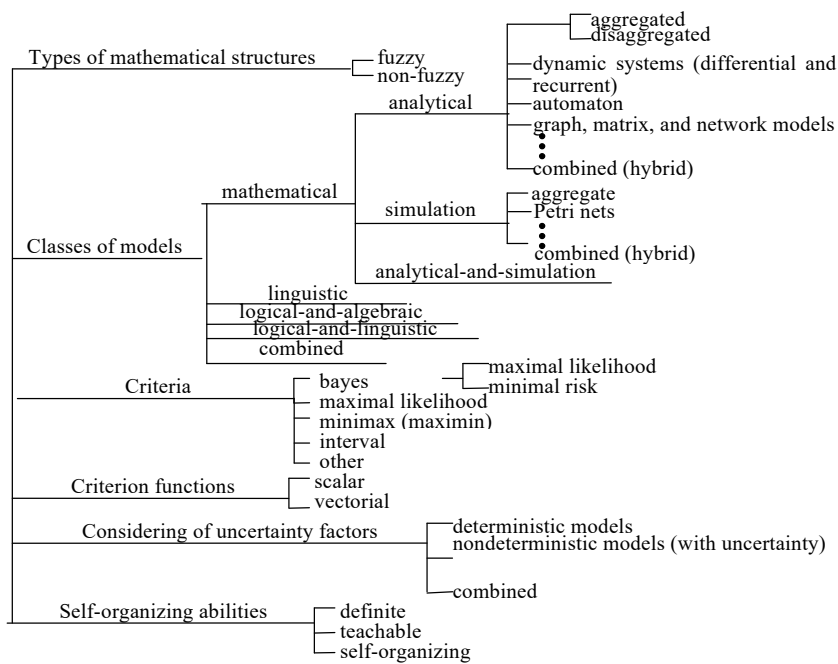 aggregated
disaggregated
Types of mathematical structures
fuzzy
non-fuzzy
dynamic systems (differential and
recurrent)
analytical
automaton
graph, matrix, and network models
combined (hybrid)
mathematical
aggregate
simulation
Petri nets
Classes of models
combined (hybrid)
analytical-and-simulation
linguistic
logical-and-algebraic
logical-and-linguistic
combined
maximal likelihood
Criteria
bayes
minimal risk
maximal likelihood
minimax (maximin)
interval
other
Criterion functions
scalar
vectorial
Considering of uncertainty factors
deterministic models
nondeterministic models (with uncertainty)
combined
Self-organizing abilities
definite
teachable
self-organizing